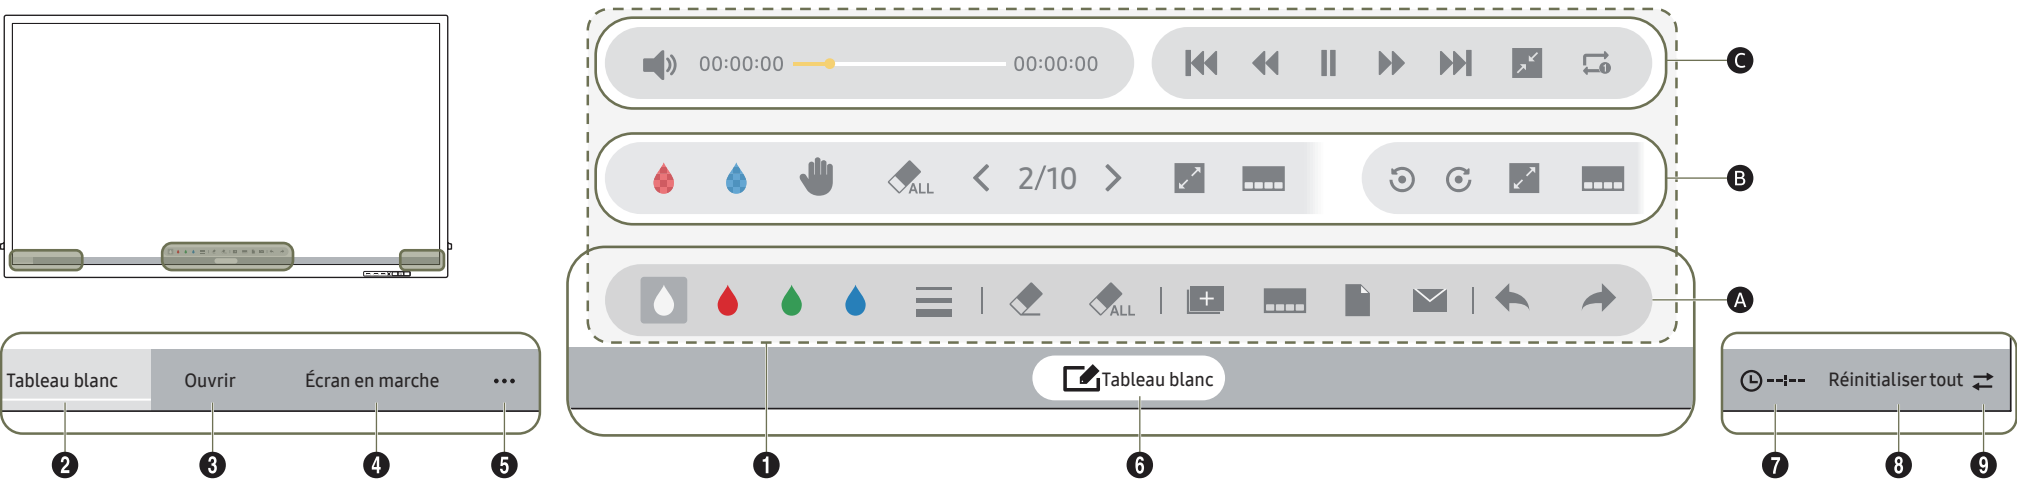 00:00:00 00:00:00
C
2/10
ALL
B
ALL
A
Tableau blanc Ouvrir Écran en marche ...
Tableau blanc
--:-- Réinitialiser tout
2 3 4 5 1 6 7 8 9